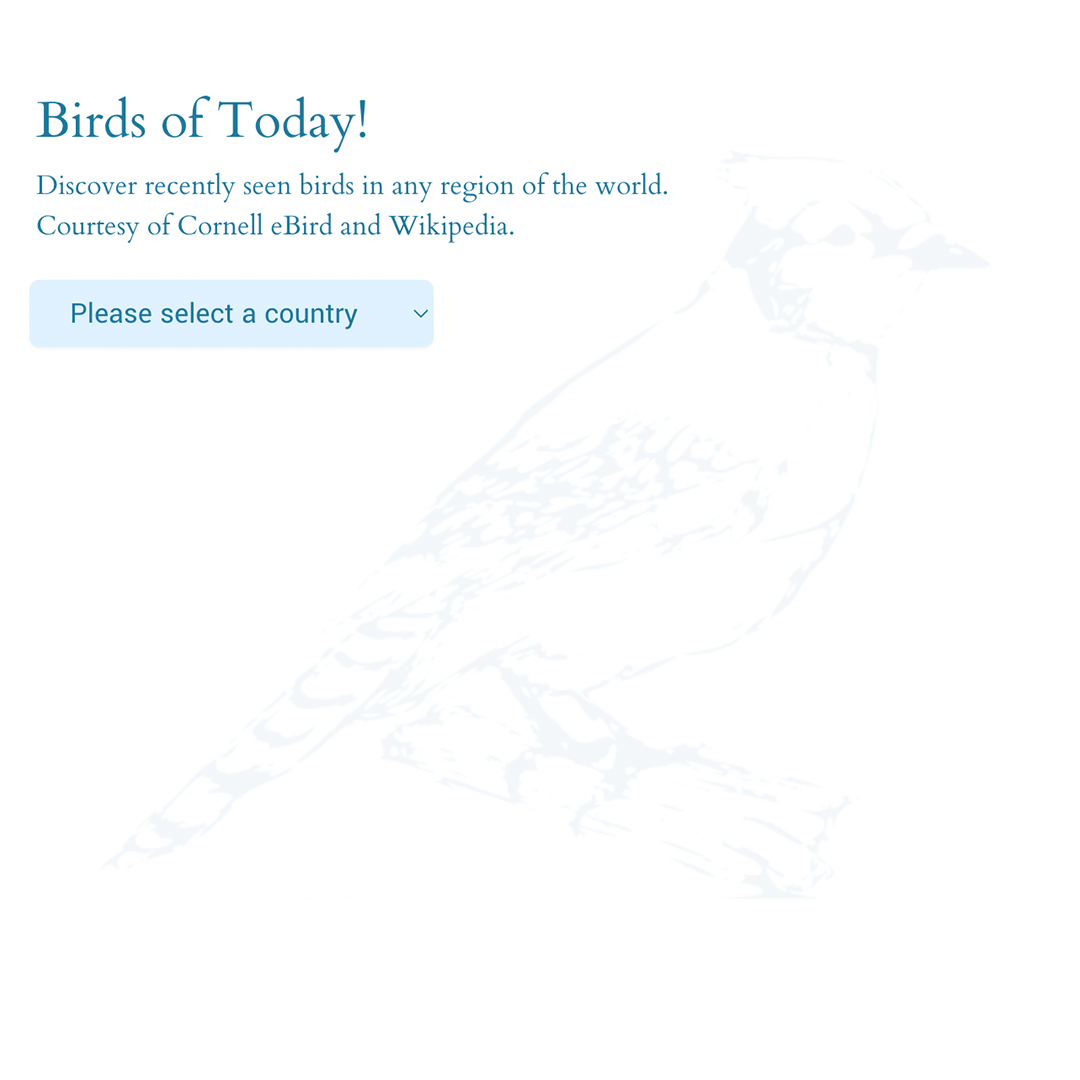 Birds of Today!
Discover recently seen birds in any region of the world.
Courtesy of Cornell eBird and Wikipedia.
Please select a country